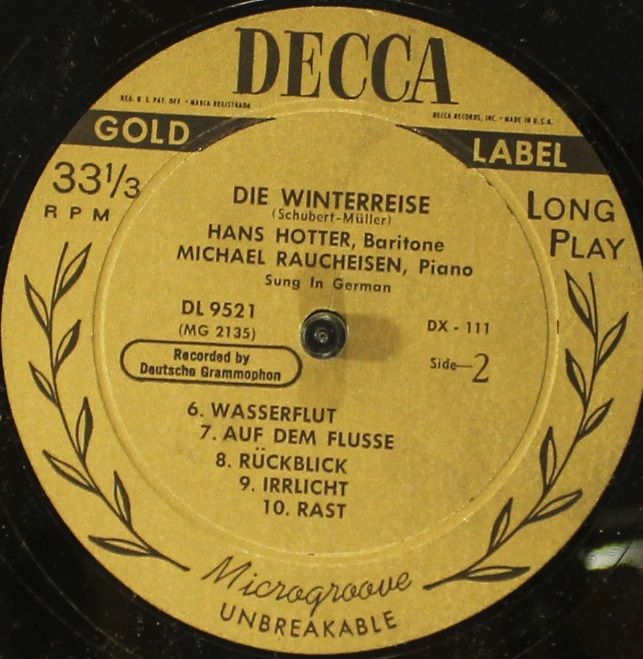 DECCA
REG. U. S. PAT. OFF. - MARCA REGISTRADA
DECCA RECORDS, INC. - MADE IN U.S.A.
GOLD LABEL
33 1/3
RPM
LONG
PLAY
DIE WINTERREISE
(Schubert-Müller)
HANS HOTTER, Baritone
MICHAEL RAUCHEISEN, Piano
Sung In German
DL 9521
(MG 2135)
DX - 111
Recorded by
Deutsche Grammophon
Side—2
6. WASSERFLUT
7. AUF DEM FLUSSE
8. RÜCKBLICK
9. IRRLICHT
10. RAST
Microgroove
UNBREAKABLE